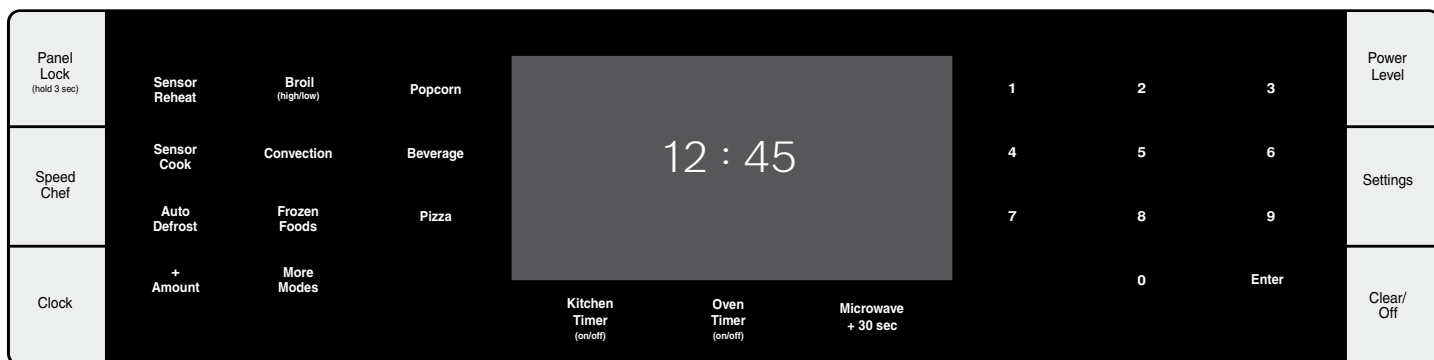 Panel
Lock
(hold 3 sec)
Speed
Chef
Clock
Sensor
Reheat
Broil
(high/low)
Popcorn
Sensor
Cook
Convection
Beverage
Auto
Defrost
Frozen
Foods
Pizza
+
Amount
More
Modes
12 : 45
Kitchen
Timer
(on/off)
Oven
Timer
(on/off)
Microwave
+ 30 sec
1 2 3
4 5 6
7 8 9
0 Enter
Power
Level
Settings
Clear/
Off